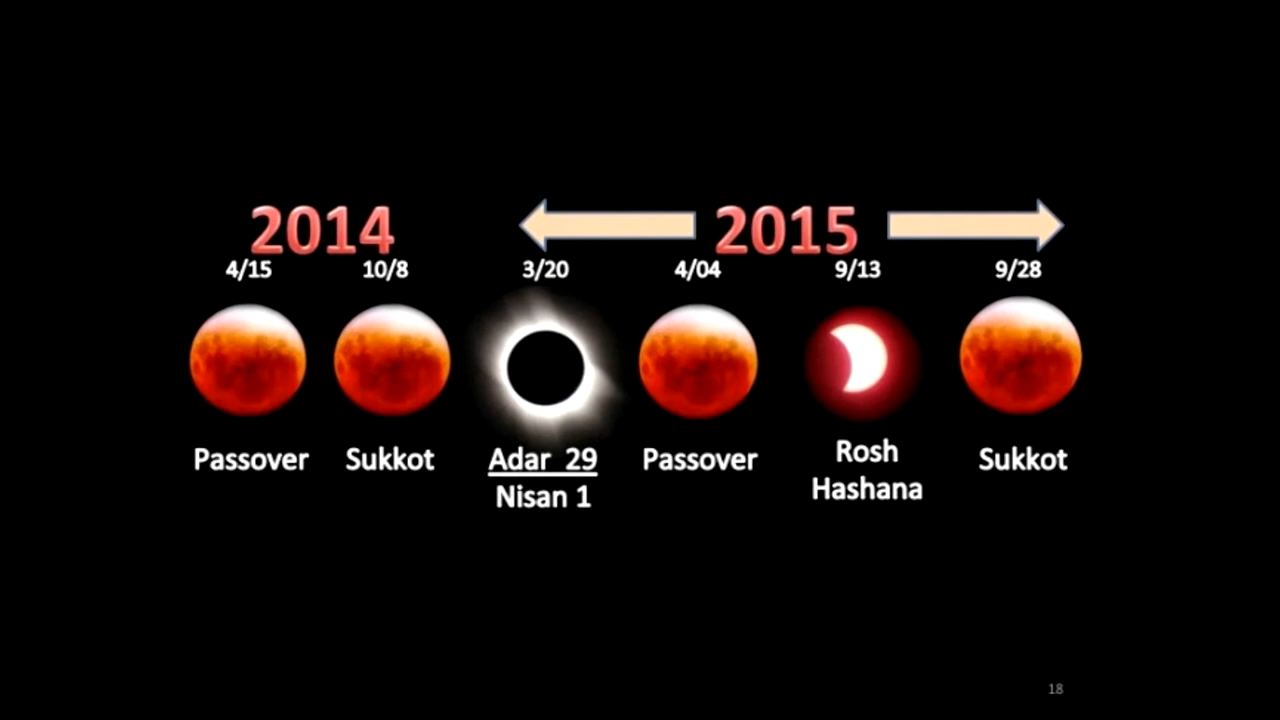 2014
2015
4/15
10/8
3/20
4/04
9/13
9/28
Passover
Sukkot
Adar 29
Nisan 1
Passover
Rosh
Hashana
Sukkot
18